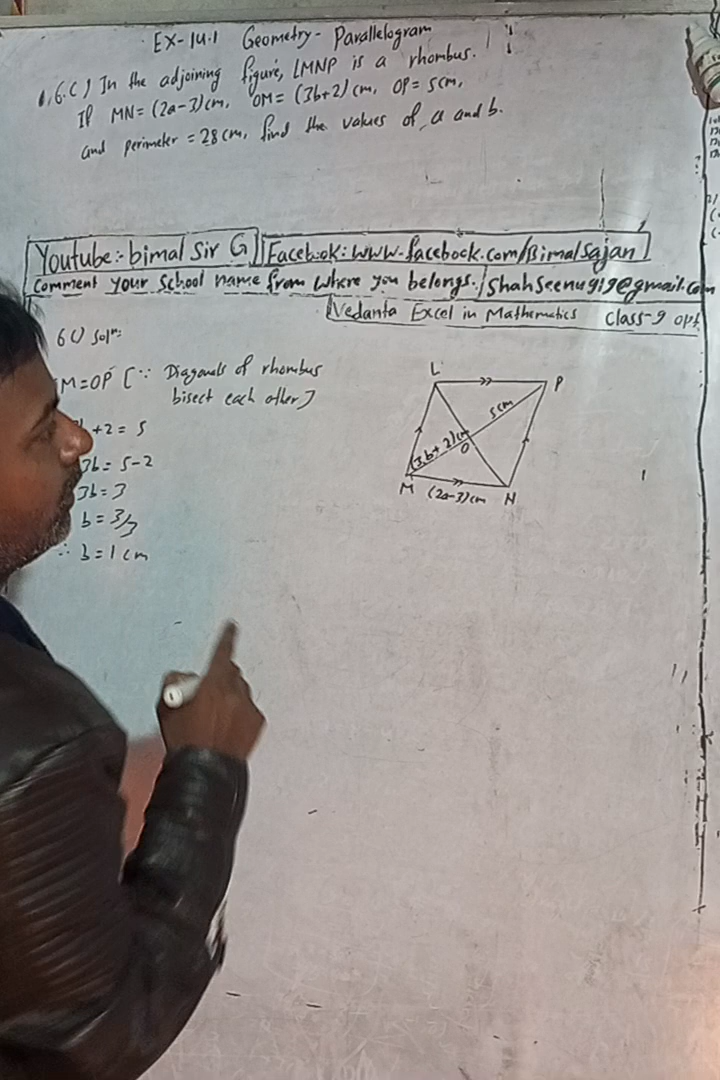 EX-14.1 Geometry - Parallelogram
6.C) In the adjoining figure, LMNP is a rhombus.
If MN= (2a-3)cm, OM= (3b+2)cm, OP= 5cm,
and perimeter = 28cm, find the values of a and b.
Youtube:- bimal Sir G Facebook: www.facebook.com/Bimalsajan
Comment your School name from where you belongs. Shahseenu919@gmail.com
Vedanta Excel in Mathematics Class-9 opt.
6 C) Solⁿ:
M=OP [∵ Diagonals of rhombus
bisect each other]
+2 = 5
3b = 5-2
3b = 3
b = 3/3
∴ b = 1 cm
L
P
5cm
(3b+2)cm
O
M
(2a-3)cm
N